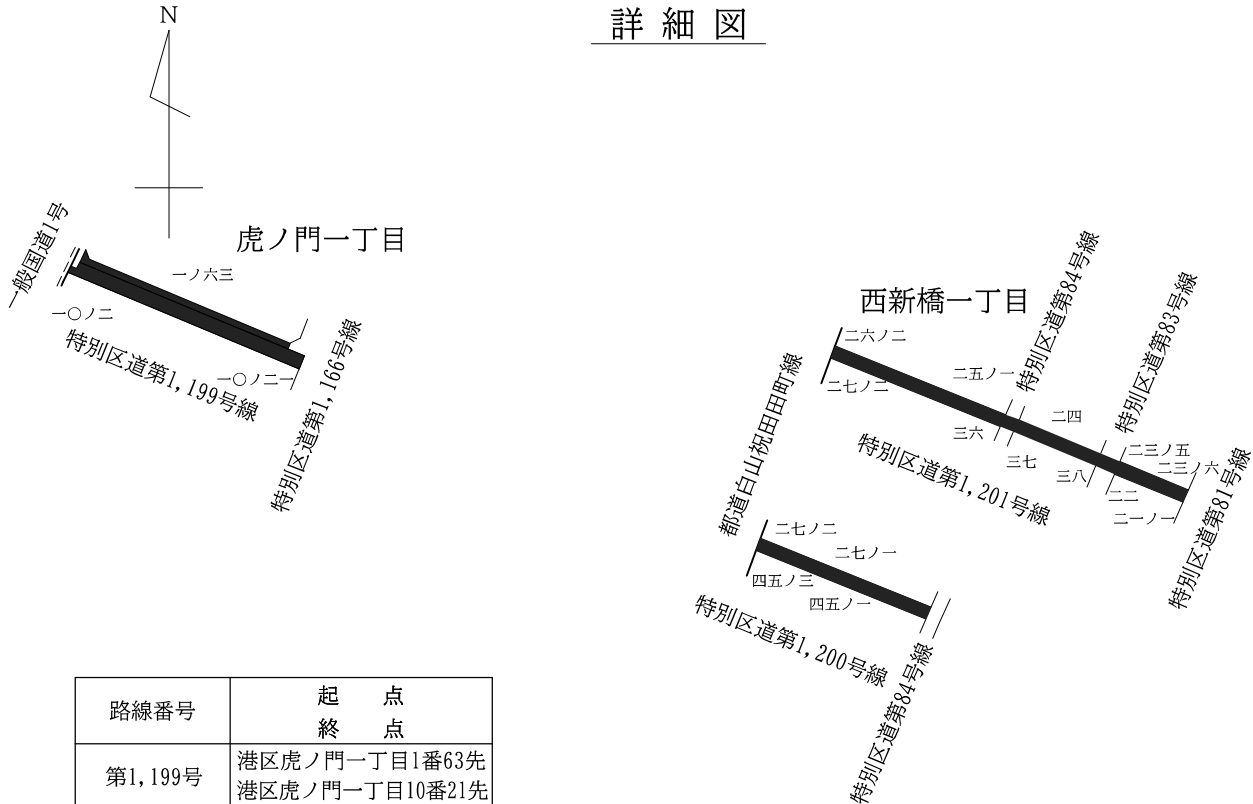 詳細図
N
虎ノ門一丁目
一般国道1号
一ノ六三
一〇ノ二
一〇ノ二一
特別区道第1,199号線
特別区道第1,166号線
西新橋一丁目
特別区道第84号線
特別区道第83号線
都道白山祝田田町線
二六ノ二
二七ノ二
二五ノ一
三六
三七
二四
三八
二三ノ五
二三ノ六
二二
二一ノ一
特別区道第1,201号線
特別区道第81号線
二七ノ二
二七ノ一
四五ノ三
四五ノ一
特別区道第1,200号線
特別区道第84号線
路線番号
起点
終点
第1,199号
港区虎ノ門一丁目1番63先
港区虎ノ門一丁目10番21先